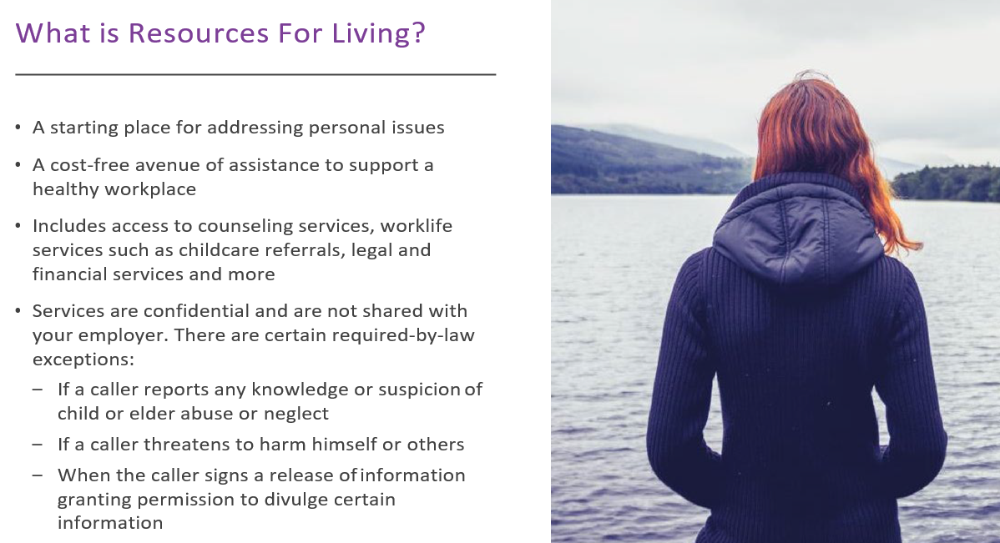 What is Resources For Living?
• A starting place for addressing personal issues
• A cost-free avenue of assistance to support a
healthy workplace
• Includes access to counseling services, worklife
services such as childcare referrals, legal and
financial services and more
• Services are confidential and are not shared with
your employer. There are certain required-by-law
exceptions:
– If a caller reports any knowledge or suspicion of
child or elder abuse or neglect
– If a caller threatens to harm himself or others
– When the caller signs a release of information
granting permission to divulge certain
information